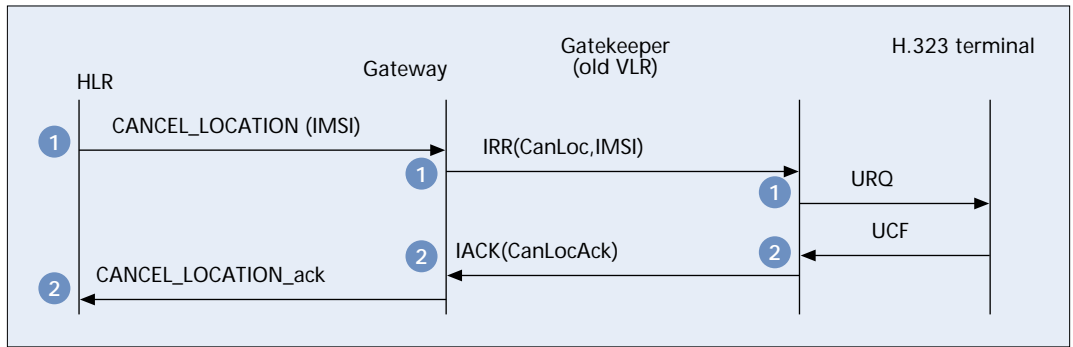 Gatekeeper
(old VLR)
H.323 terminal
Gateway
HLR
CANCEL_LOCATION (IMSI)
1
IRR(CanLoc,IMSI)
1
URQ
1
UCF
2
IACK(CanLocAck)
2
CANCEL_LOCATION_ack
2